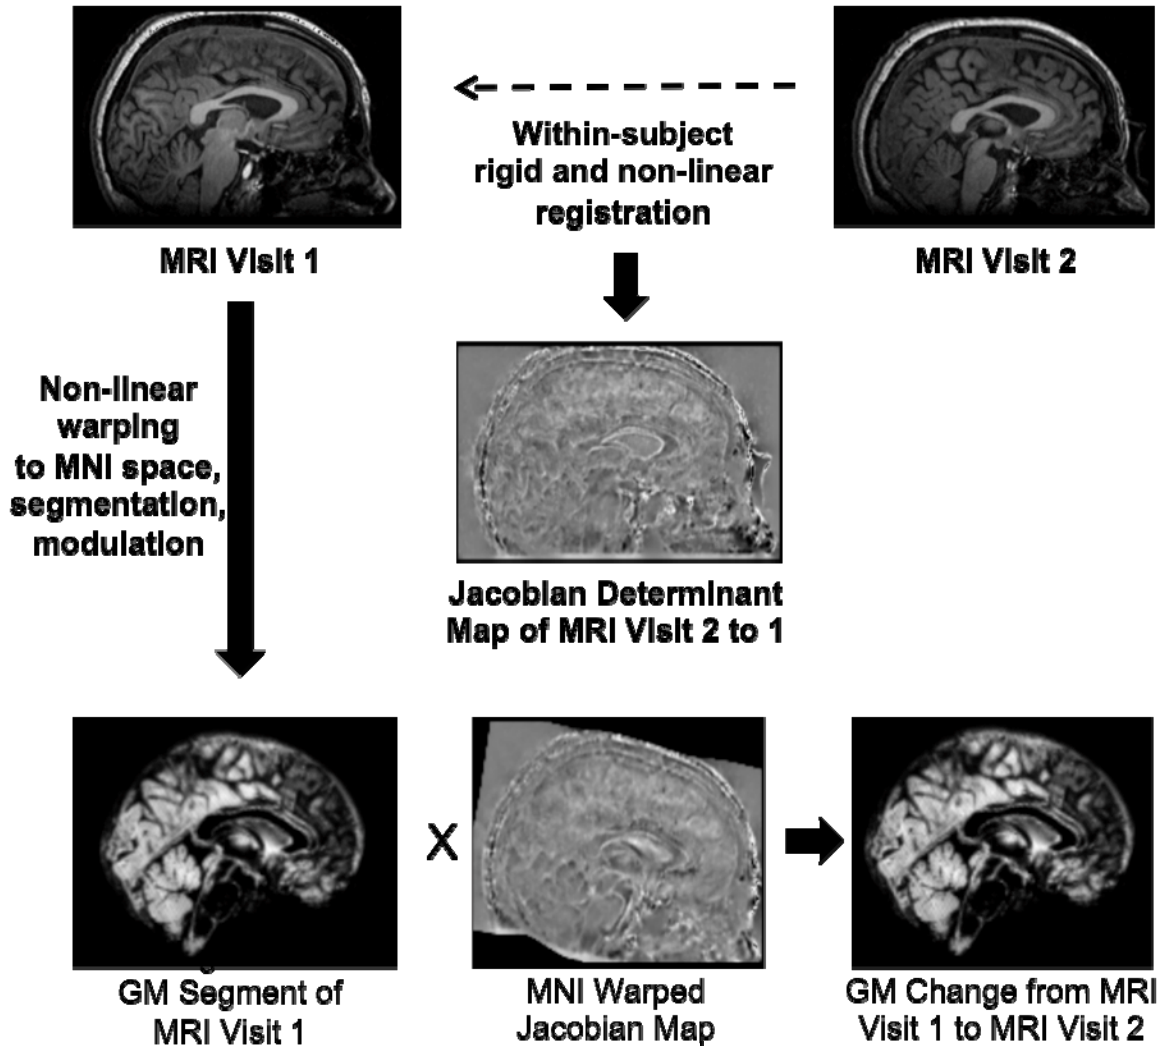 Within-subject
rigid and non-linear
registration
MRI Visit 1
MRI Visit 2
Non-linear
warping
to MNI space,
segmentation,
modulation
Jacobian Determinant
Map of MRI Visit 2 to 1
X
GM Segment of
MRI Visit 1
MNI Warped
Jacobian Map
GM Change from MRI
Visit 1 to MRI Visit 2